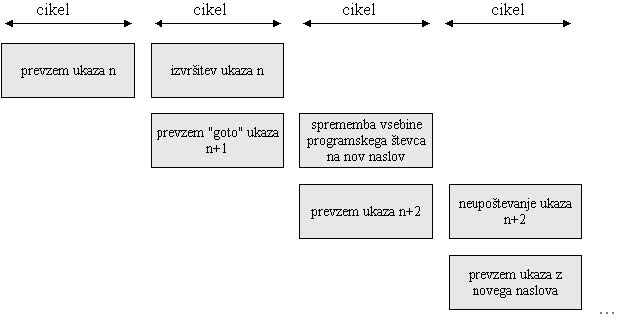 cikel cikel cikel cikel
prevzem ukaza n
izvršitev ukaza n
prevzem "goto" ukaza
n+1
sprememba vsebine
programskega števca
na nov naslov
prevzem ukaza n+2
neupoštevanje ukaza
n+2
prevzem ukaza z
novega naslova
...